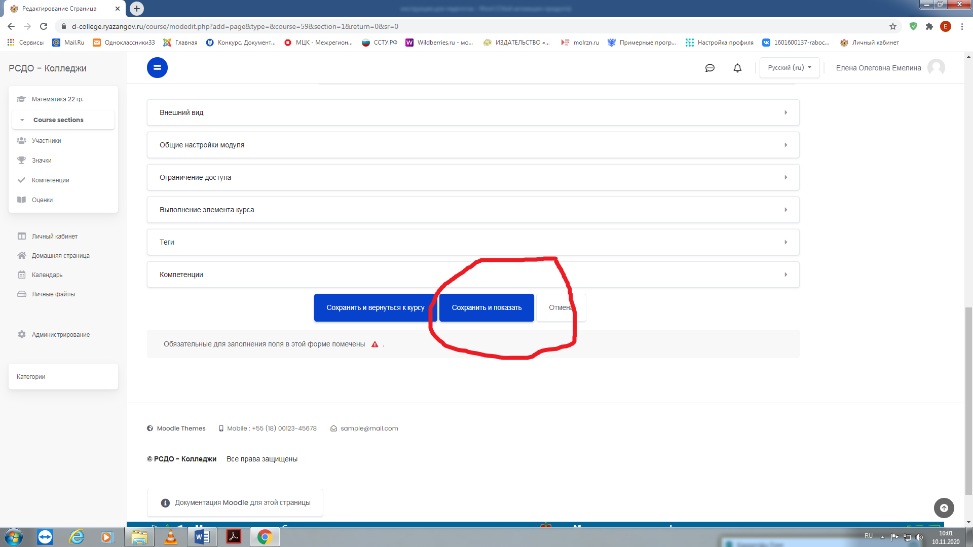 Редактирование Страница
d-college.ryazangov.ru/course/modedit.php?add=page&type=&course=59&section=1&return=0&sr=0
Сервисы Mail.Ru Одноклассники33 Главная Конкурс Документ... МЦК - Межрегион... ССТУ.РФ Wildberries.ru - мо... ИЗДАТЕЛЬСТВО «... molrzn.ru Примерные прогр... Настройка профиля 1601600137-raboc... Личный кабинет
РСДО - Колледжи
Русский (ru)
Елена Олеговна Емелина
Математика 22 гр.
Course sections
Участники
Значки
Компетенции
Оценки
Личный кабинет
Домашняя страница
Календарь
Личные файлы
Администрирование
Категории
Внешний вид
Общие настройки модуля
Ограничение доступа
Выполнение элемента курса
Теги
Компетенции
Сохранить и вернуться к курсу Сохранить и показать Отмена
Обязательные для заполнения поля в этой форме помечены .
Moodle Themes Mobile : +55 (18) 00123-45678 sample@mail.com
© РСДО - Колледжи Все права защищены
Документация Moodle для этой страницы
RU
10:01
10.11.2020